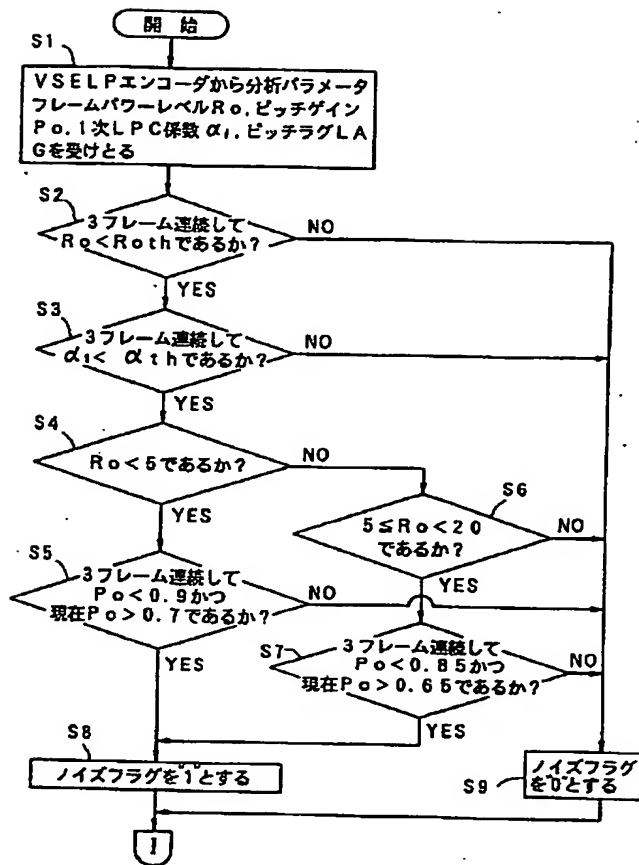 開 始
S1
VSELPエンコーダから分析パラメータ
フレームパワーレベルRo,ピッチゲイン
Po,1次LPC係数α₁,ピッチラグLA
Gを受けとる
S2
3フレーム連続して
Ro<Rothであるか?
NO
YES
S3
3フレーム連続して
α₁< αthであるか?
NO
YES
S4
Ro<5であるか?
NO
YES
S6
5≦Ro<20
であるか?
NO
YES
S5
3フレーム連続して
Po<0.9かつ
現在Po>0.7であるか?
NO
YES
S7
3フレーム連続して
Po<0.85かつ
現在Po>0.65であるか?
NO
YES
S8
ノイズフラグを"1"とする
S9
ノイズフラグ
を"0"とする
1